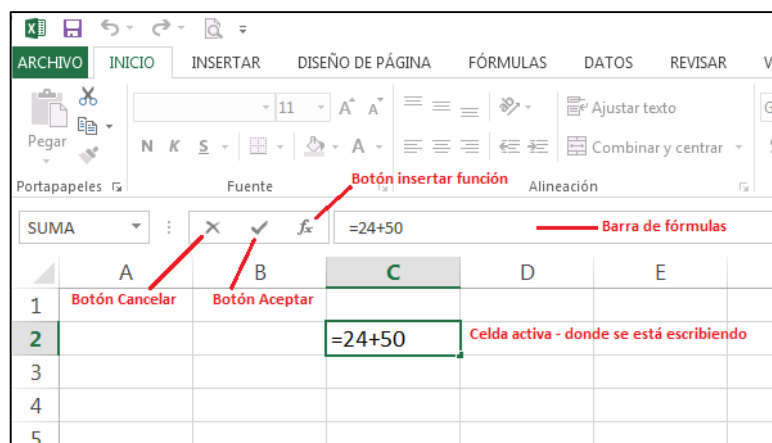 ARCHIVO INICIO INSERTAR DISEÑO DE PÁGINA FÓRMULAS DATOS REVISAR V
11 A A Ajustar texto G
Pegar N K S A Combinar y centrar
Portapapeles Fuente Alineación
Botón insertar función
SUMA fx =24+50 Barra de fórmulas
A B C D E
Botón Cancelar Botón Aceptar
1
2 =24+50 Celda activa - donde se está escribiendo
3
4
5